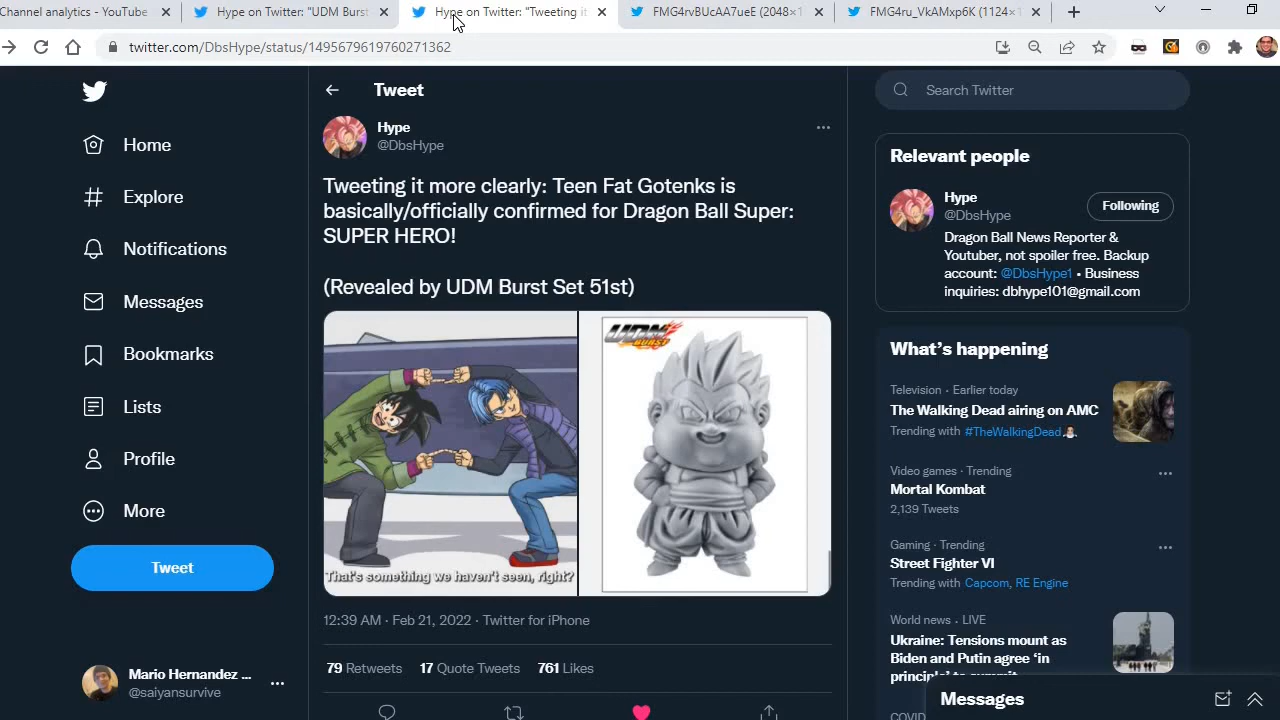 Channel analytics - YouTube
Hype on Twitter: "UDM Burst
Hype on Twitter: "Tweeting it
FMG4rvBUcAA7ueE (2048×1
FMG4ru_VkAMxp6K (1124×1
twitter.com/DbsHype/status/1495679619760271362
Home
Explore
Notifications
Messages
Bookmarks
Lists
Profile
More
Tweet
Mario Hernandez ...
@saiyansurvive
Tweet
Hype
@DbsHype
Tweeting it more clearly: Teen Fat Gotenks is
basically/officially confirmed for Dragon Ball Super:
SUPER HERO!
(Revealed by UDM Burst Set 51st)
That's something we haven't seen, right?
UDM
BURST
12:39 AM · Feb 21, 2022 · Twitter for iPhone
79 Retweets 17 Quote Tweets 761 Likes
Search Twitter
Relevant people
Hype
@DbsHype
Following
Dragon Ball News Reporter &
Youtuber, not spoiler free. Backup
account: @DbsHype1 • Business
inquiries: dbhype101@gmail.com
What's happening
Television · Earlier today
The Walking Dead airing on AMC
Trending with #TheWalkingDead
Video games · Trending
Mortal Kombat
2,139 Tweets
Gaming · Trending
Street Fighter VI
Trending with Capcom, RE Engine
World news · LIVE
Ukraine: Tensions mount as
Biden and Putin agree 'in
principle' to summit
COVID
Messages